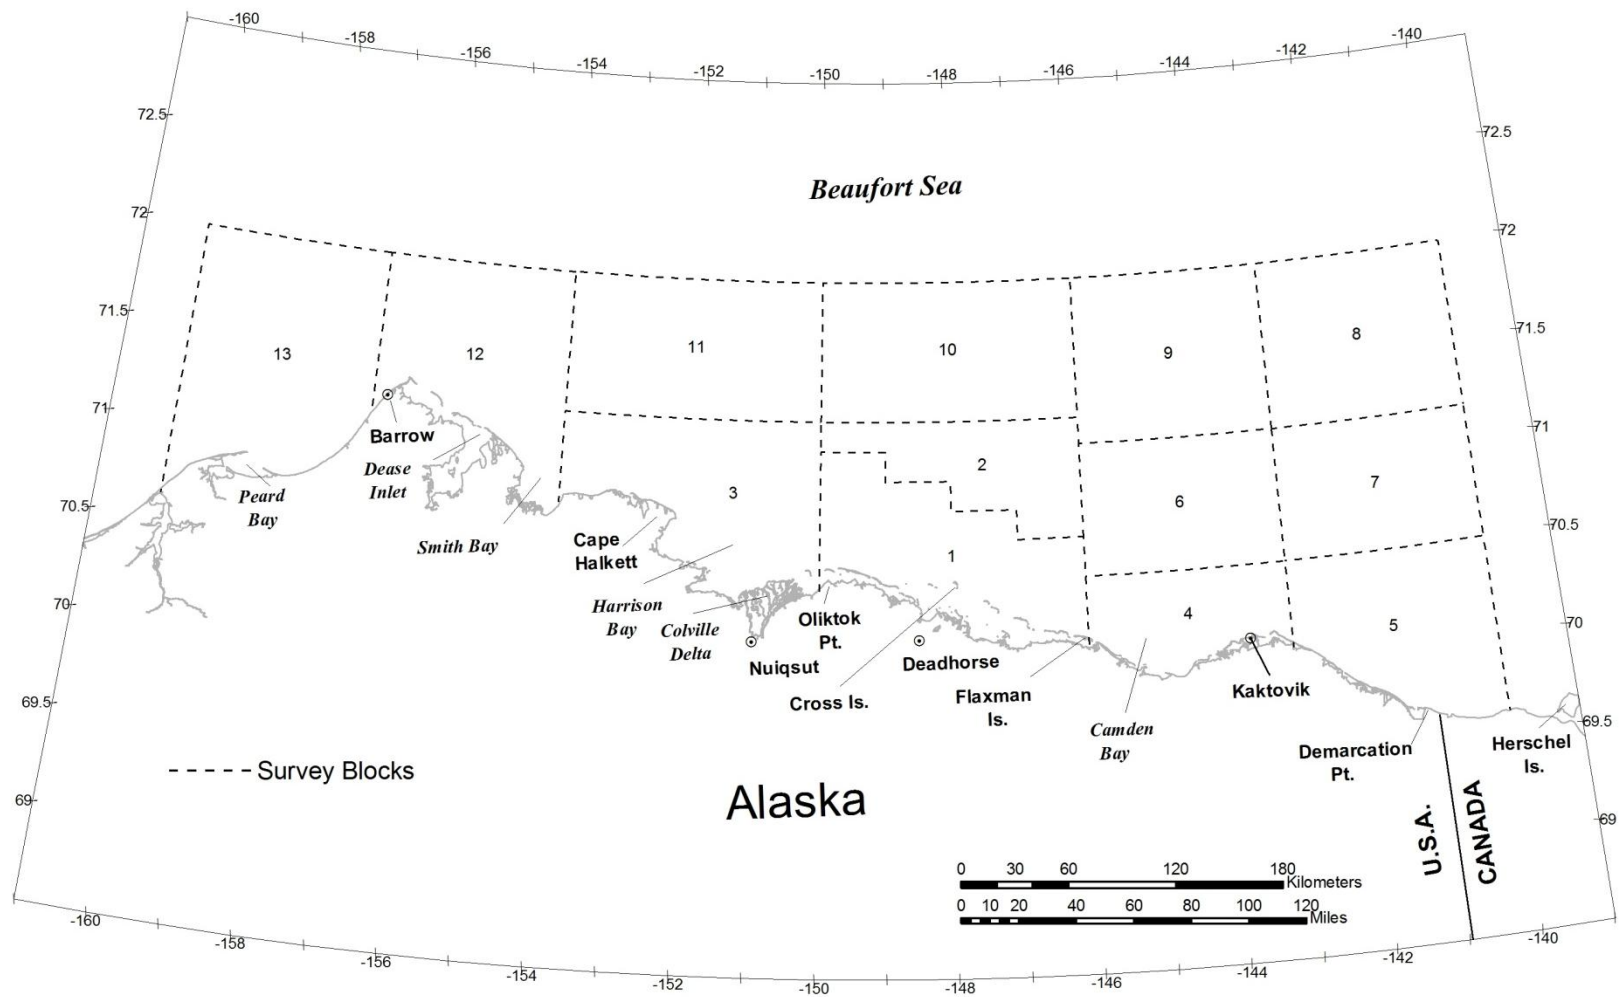 -160
-158
-156
-154
-152
-150
-148
-146
-144
-142
-140
72.5
72.5
Beaufort Sea
72
72
71.5
71.5
13
12
11
10
9
8
71
71
Barrow
Dease
Inlet
Peard
Bay
Smith Bay
3
2
6
7
70.5
70.5
Cape
Halkett
1
Harrison
Bay
Colville
Delta
Nuiqsut
Oliktok
Pt.
Cross Is.
Deadhorse
Flaxman
Is.
4
5
70
70
Camden
Bay
Kaktovik
Demarcation
Pt.
Herschel
Is.
69.5
69.5
Survey Blocks
Alaska
U.S.A.
CANADA
69
69
0 30 60 120 180
Kilometers
0 10 20 40 60 80 100 120
Miles
-160
-158
-156
-154
-152
-150
-148
-146
-144
-142
-140